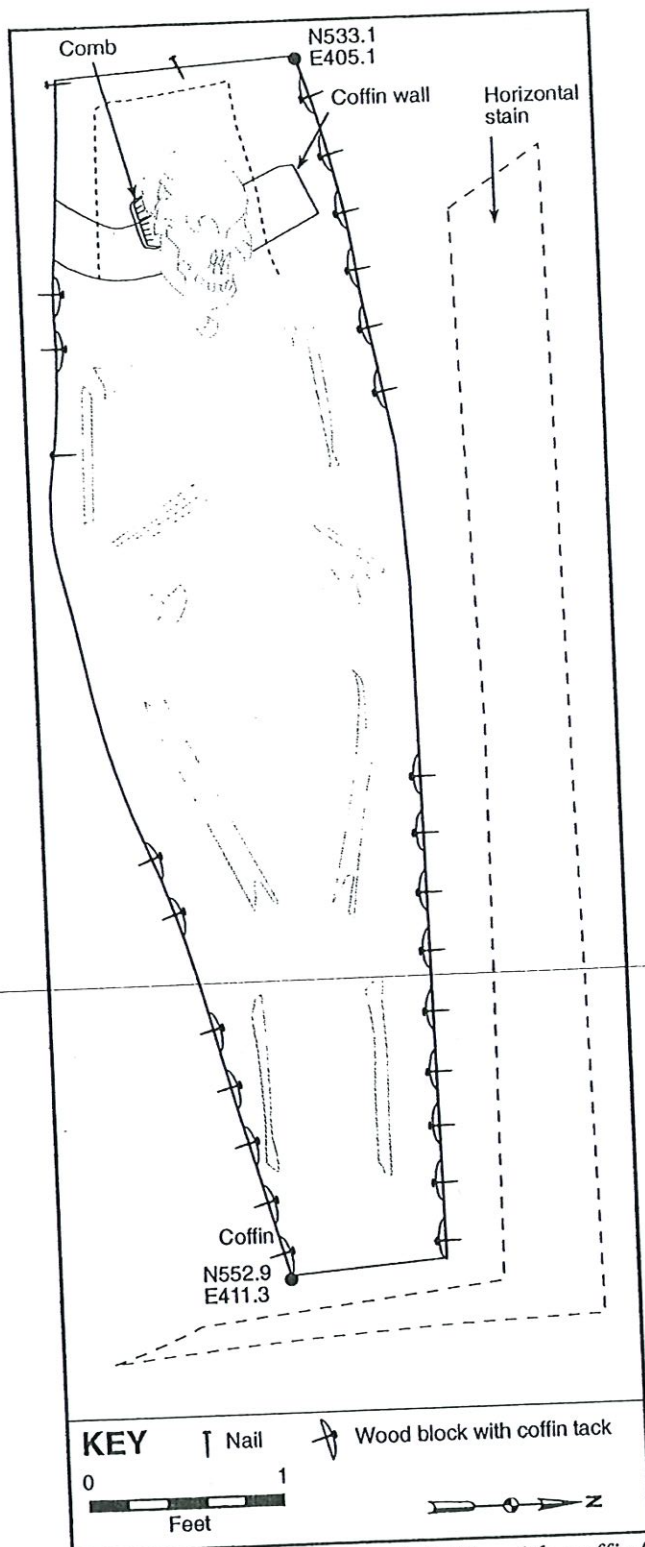 N533.1
E405.1
Comb
Coffin wall
Horizontal
stain
Coffin
N552.9
E411.3
KEY
Nail
Wood block with coffin tack
0 1
Feet
N